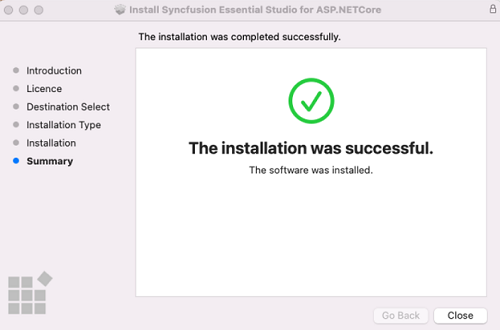 Install Syncfusion Essential Studio for ASP.NETCore
The installation was completed successfully.
Introduction
Licence
Destination Select
Installation Type
Installation
Summary
The installation was successful.
The software was installed.
Go Back
Close